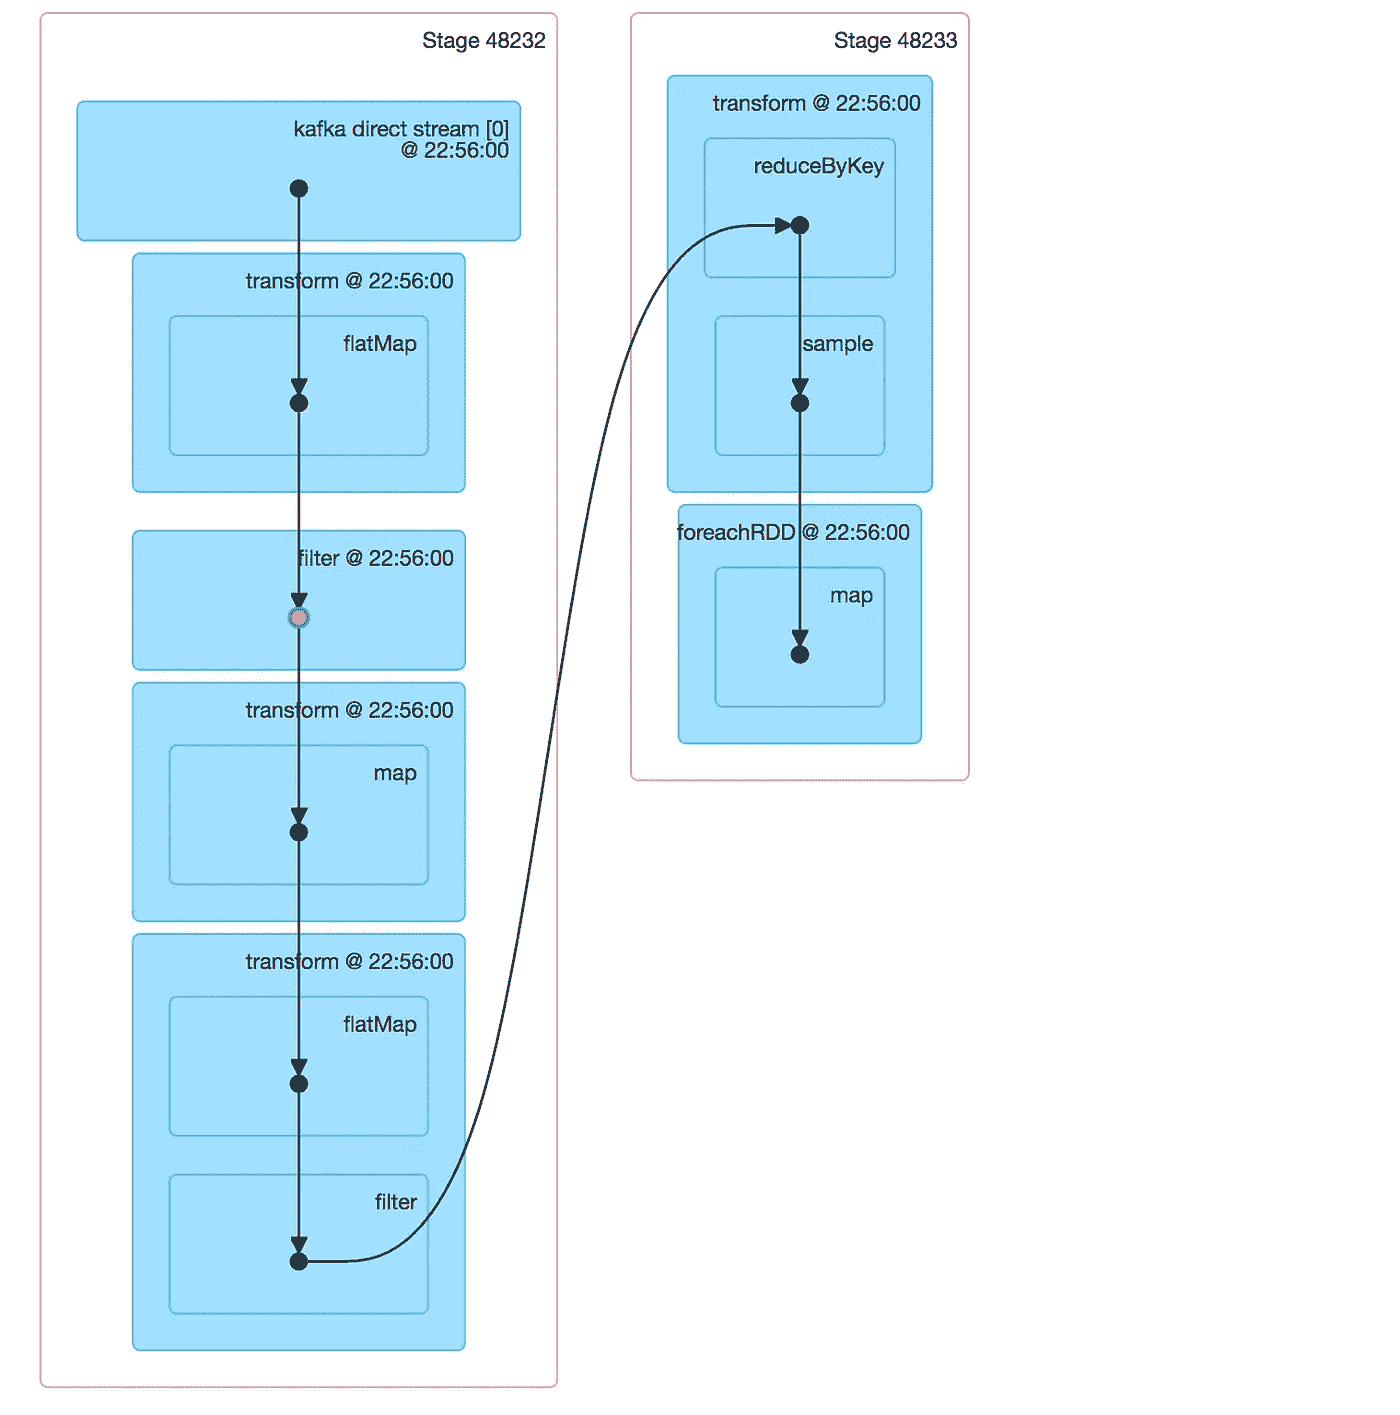 Stage 48232
kafka direct stream [0]
@ 22:56:00
transform @ 22:56:00
flatMap
filter @ 22:56:00
transform @ 22:56:00
map
transform @ 22:56:00
flatMap
filter
Stage 48233
transform @ 22:56:00
reduceByKey
sample
foreachRDD @ 22:56:00
map